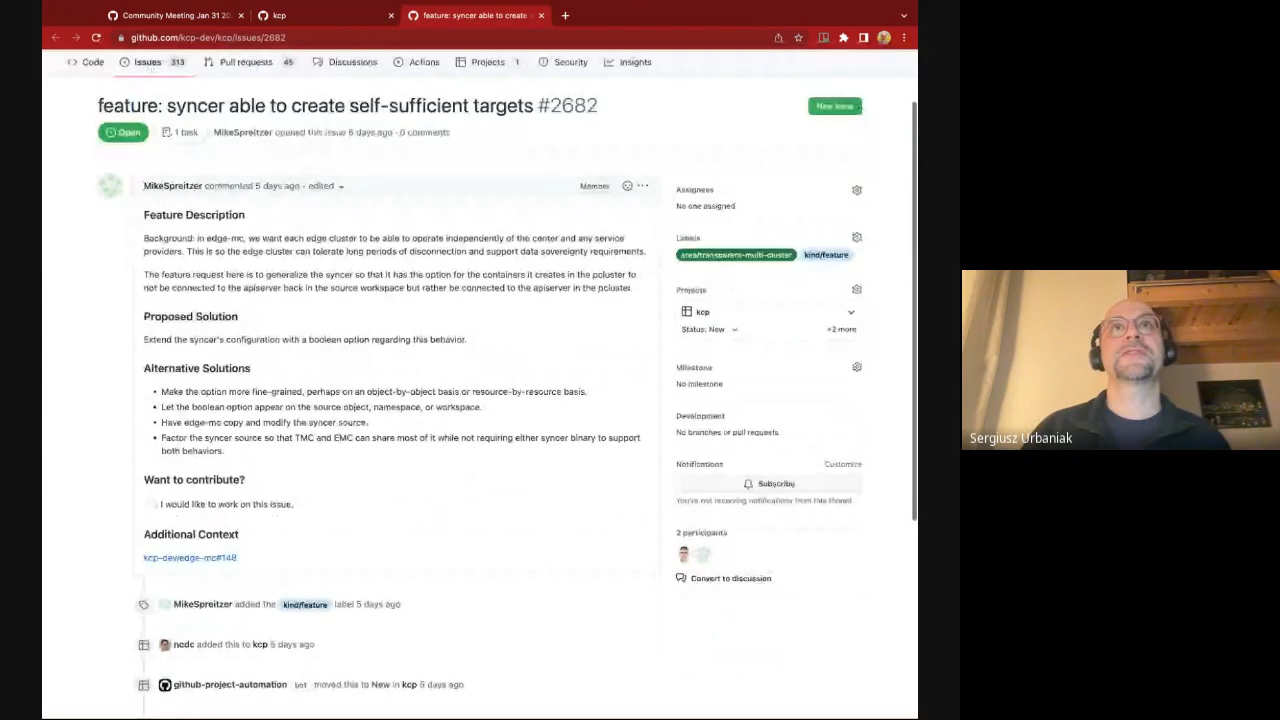 Community Meeting Jan 31 20
kcp
feature: syncer able to create s
github.com/kcp-dev/kcp/issues/2682
Code
Issues 313
Pull requests 45
Discussions
Actions
Projects 1
Security
Insights
feature: syncer able to create self-sufficient targets #2682
New issue
Open
1 task
MikeSpreitzer opened this issue 6 days ago · 0 comments
MikeSpreitzer commented 5 days ago · edited
Member
Feature Description
Background: in edge-mc, we want each edge cluster to be able to operate independently of the center and any service
providers. This is so the edge cluster can tolerate long periods of disconnection and support data sovereignty requirements.
The feature request here is to generalize the syncer so that it has the option for the containers it creates in the pcluster to
not be connected to the apiserver back in the source workspace but rather be connected to the apiserver in the pcluster.
Proposed Solution
Extend the syncer's configuration with a boolean option regarding this behavior.
Alternative Solutions
• Make the option more fine-grained, perhaps on an object-by-object basis or resource-by-resource basis.
• Let the boolean option appear on the source object, namespace, or workspace.
• Have edge-mc copy and modify the syncer source.
• Factor the syncer source so that TMC and EMC can share most of it while not requiring either syncer binary to support
both behaviors.
Want to contribute?
I would like to work on this issue.
Additional Context
kcp-dev/edge-mc#148
MikeSpreitzer added the kind/feature label 5 days ago
ncdc added this to kcp 5 days ago
github-project-automation bot moved this to New in kcp 5 days ago
Assignees
No one assigned
Labels
area/transparent-multi-cluster kind/feature
Projects
kcp
Status: New
+2 more
Milestone
No milestone
Development
No branches or pull requests
Notifications
Customize
Subscribe
You're not receiving notifications from this thread.
2 participants
Convert to discussion
Sergiusz Urbaniak